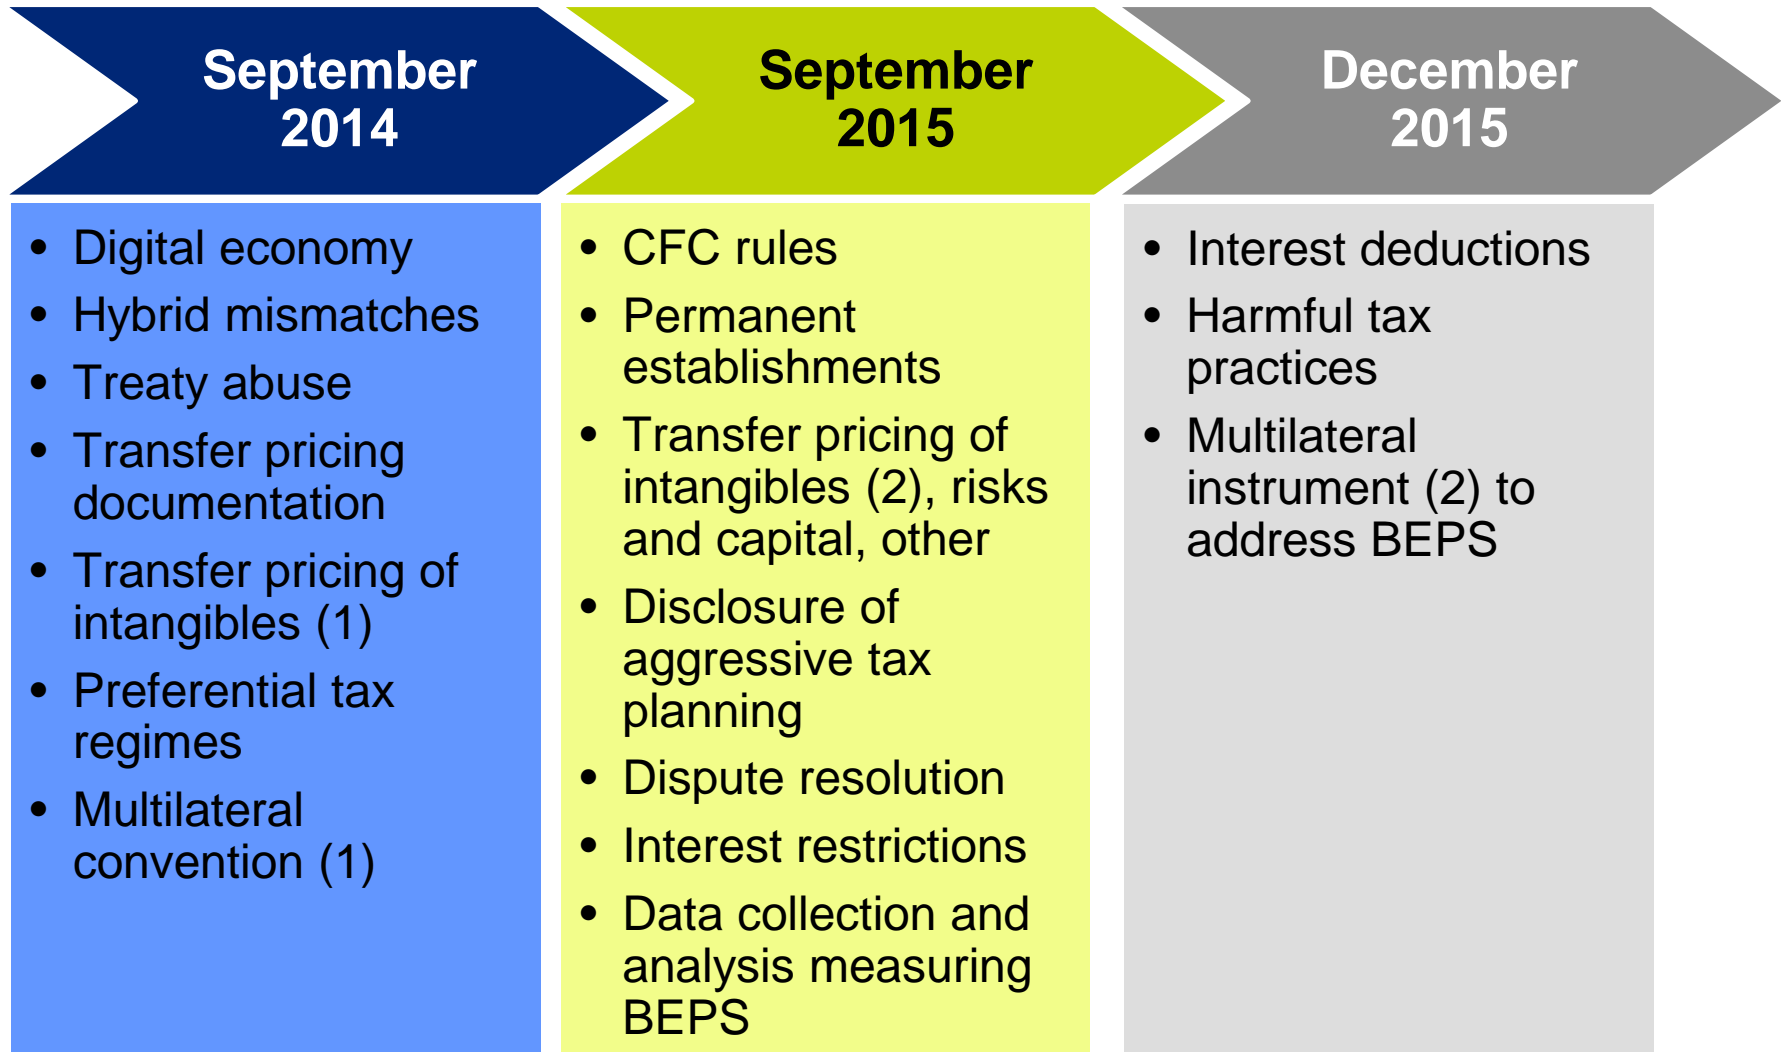 September
2014
• Digital economy
• Hybrid mismatches
• Treaty abuse
• Transfer pricing
documentation
• Transfer pricing of
intangibles (1)
• Preferential tax
regimes
• Multilateral
convention (1)
September
2015
• CFC rules
• Permanent
establishments
• Transfer pricing of
intangibles (2), risks
and capital, other
• Disclosure of
aggressive tax
planning
• Dispute resolution
• Interest restrictions
• Data collection and
analysis measuring
BEPS
December
2015
• Interest deductions
• Harmful tax
practices
• Multilateral
instrument (2) to
address BEPS